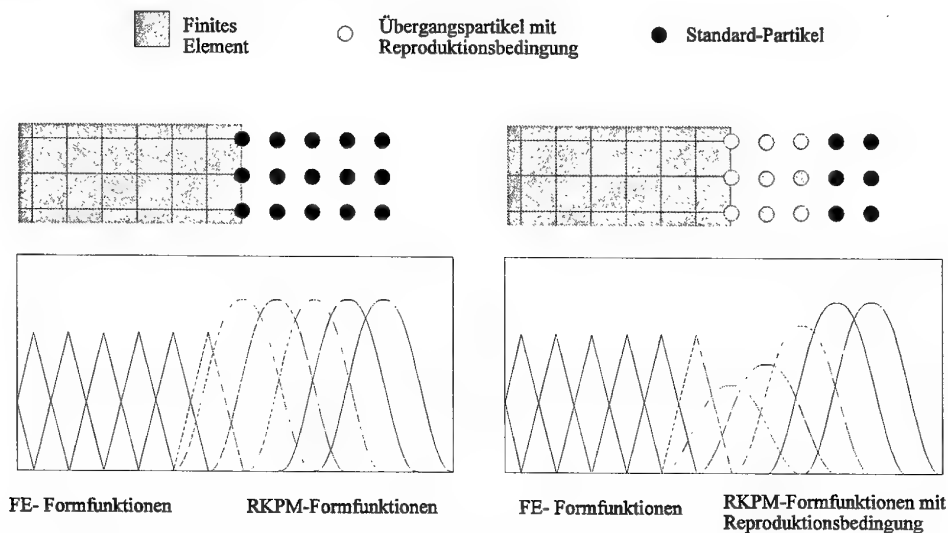 Finites
Element
Übergangspartikel mit
Reproduktionsbedingung
Standard-Partikel
FE- Formfunktionen
RKPM-Formfunktionen
FE- Formfunktionen
RKPM-Formfunktionen mit
Reproduktionsbedingung